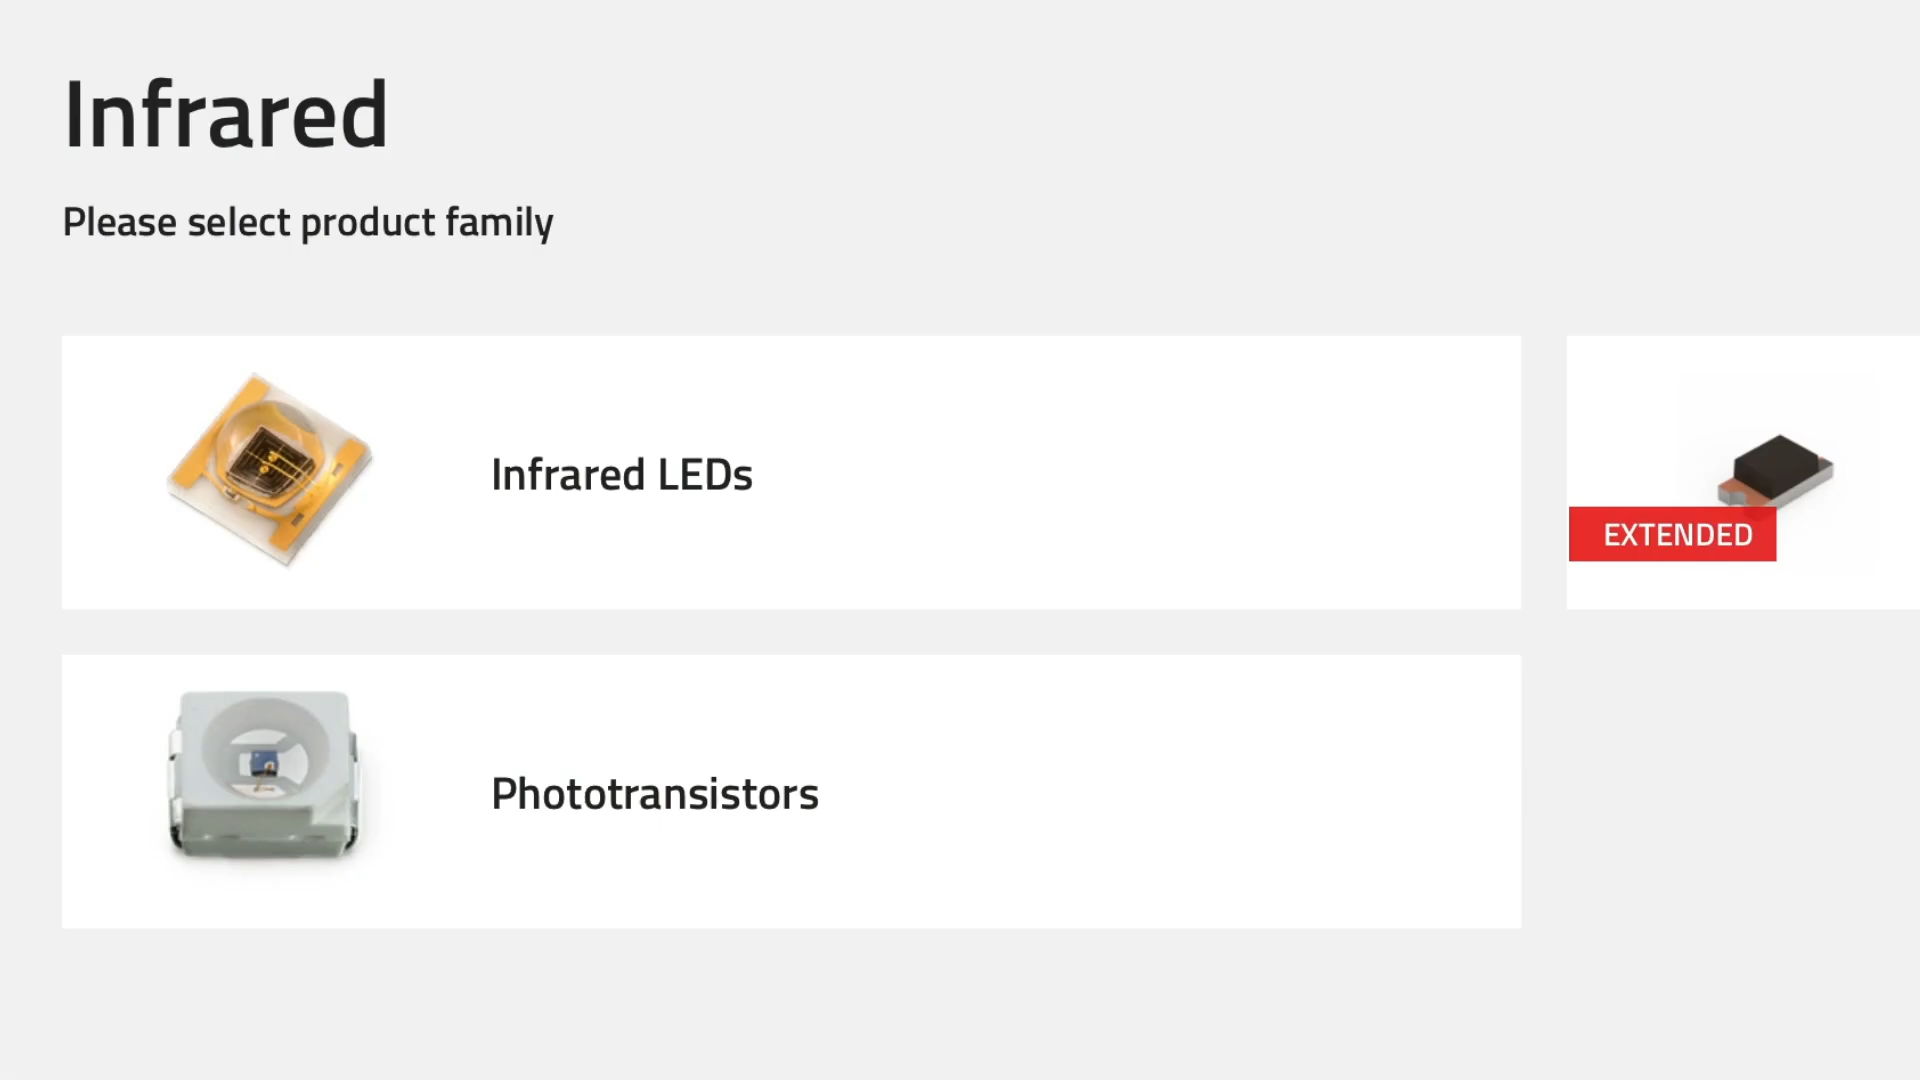 Infrared
Please select product family
Infrared LEDs
EXTENDED
Phototransistors